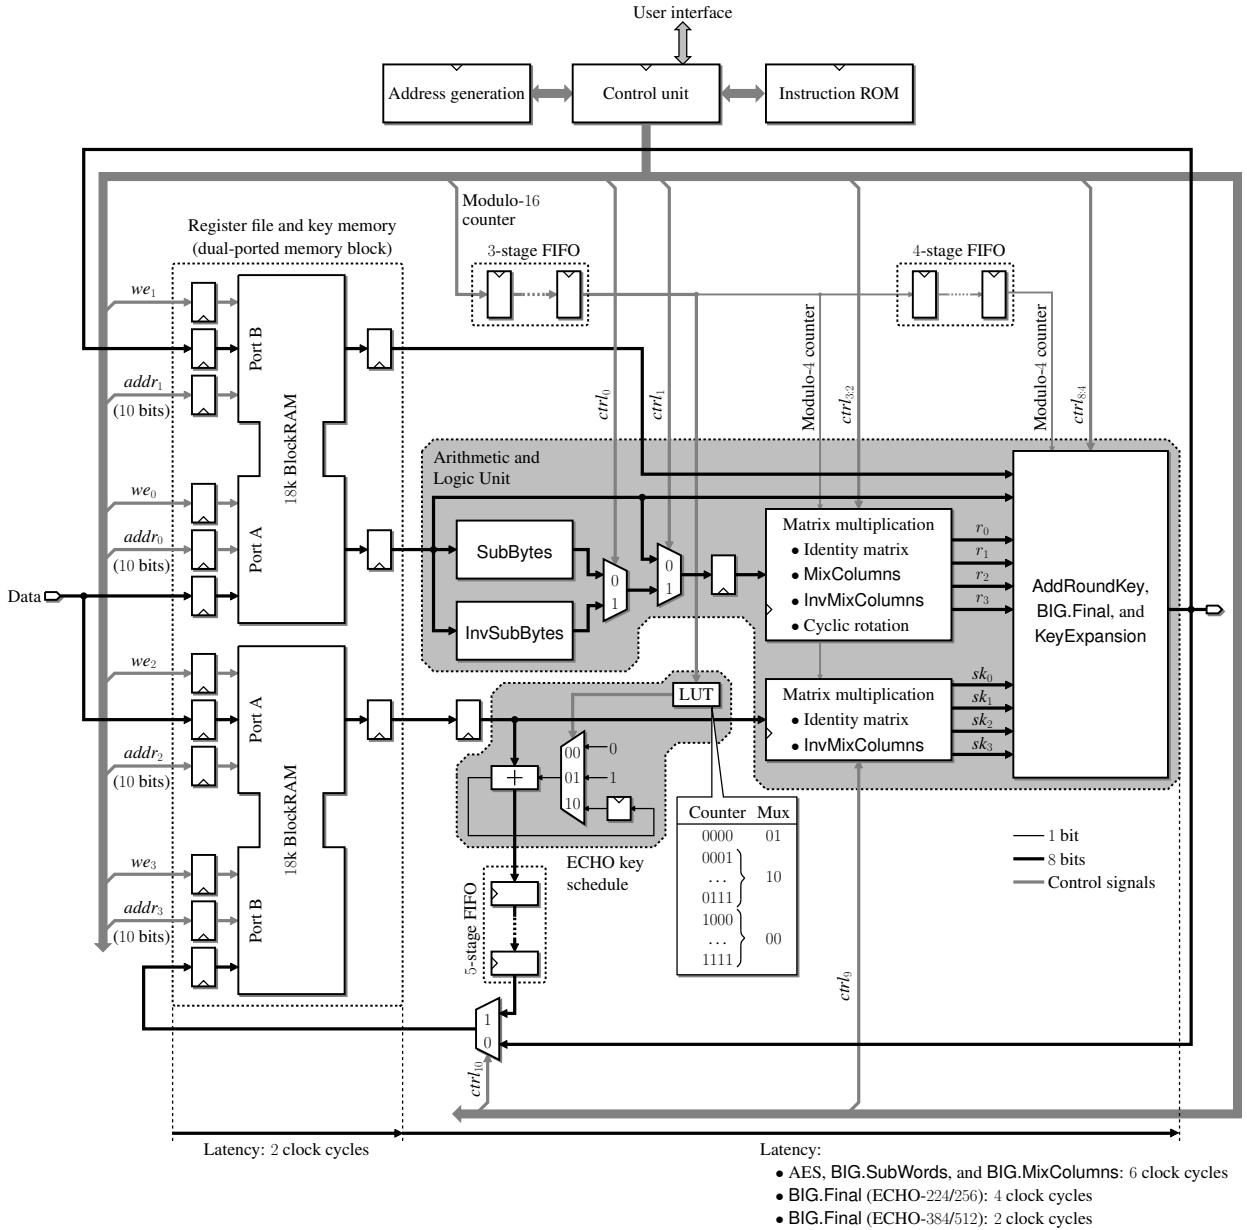 User interface
Address generation
Control unit
Instruction ROM
Modulo-16
counter
Register file and key memory
(dual-ported memory block)
3-stage FIFO
4-stage FIFO
we1
Port B
addr1
(10 bits)
18k BlockRAM
ctrl0
ctrl1
Modulo-4 counter
ctrl3:2
Modulo-4 counter
ctrl8:4
Arithmetic and
Logic Unit
we0
addr0
(10 bits)
Port A
Data
SubBytes
InvSubBytes
0
1
0
1
Matrix multiplication
• Identity matrix
• MixColumns
• InvMixColumns
• Cyclic rotation
r0
r1
r2
r3
AddRoundKey,
BIG.Final, and
KeyExpansion
we2
Port A
addr2
(10 bits)
18k BlockRAM
LUT
Matrix multiplication
• Identity matrix
• InvMixColumns
sk0
sk1
sk2
sk3
00
01
10
0
1
+
ECHO key
schedule
Counter Mux
0000 01
0001
...
0111
10
1000
...
1111
00
1 bit
8 bits
Control signals
we3
addr3
(10 bits)
Port B
5-stage FIFO
1
0
ctrl10
ctrl9
Latency: 2 clock cycles
Latency:
• AES, BIG.SubWords, and BIG.MixColumns: 6 clock cycles
• BIG.Final (ECHO-224/256): 4 clock cycles
• BIG.Final (ECHO-384/512): 2 clock cycles